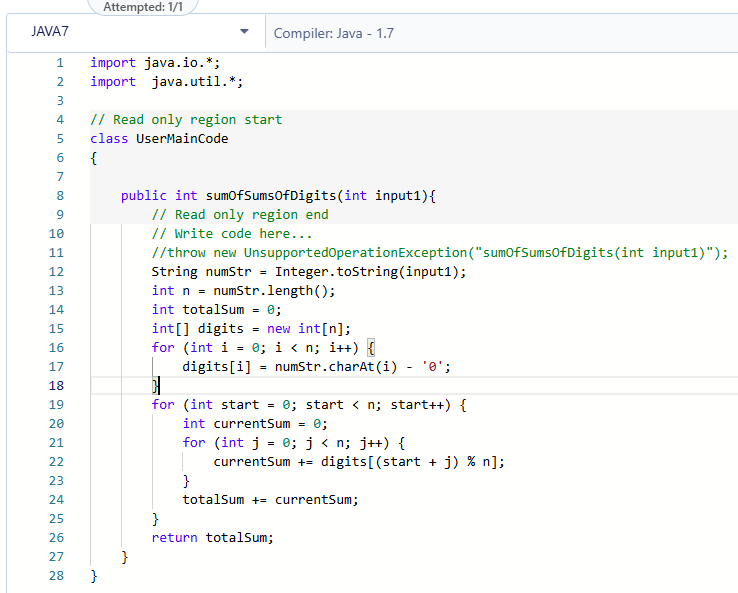 Attempted: 1/1
JAVA7 Compiler: Java - 1.7
1 import java.io.*;
2 import  java.util.*;
3
4 // Read only region start
5 class UserMainCode
6 {
7
8     public int sumOfSumsOfDigits(int input1){
9         // Read only region end
10         // Write code here...
11         //throw new UnsupportedOperationException("sumOfSumsOfDigits(int input1)");
12         String numStr = Integer.toString(input1);
13         int n = numStr.length();
14         int totalSum = 0;
15         int[] digits = new int[n];
16         for (int i = 0; i < n; i++) {
17             digits[i] = numStr.charAt(i) - '0';
18         }
19         for (int start = 0; start < n; start++) {
20             int currentSum = 0;
21             for (int j = 0; j < n; j++) {
22                 currentSum += digits[(start + j) % n];
23             }
24             totalSum += currentSum;
25         }
26         return totalSum;
27     }
28 }